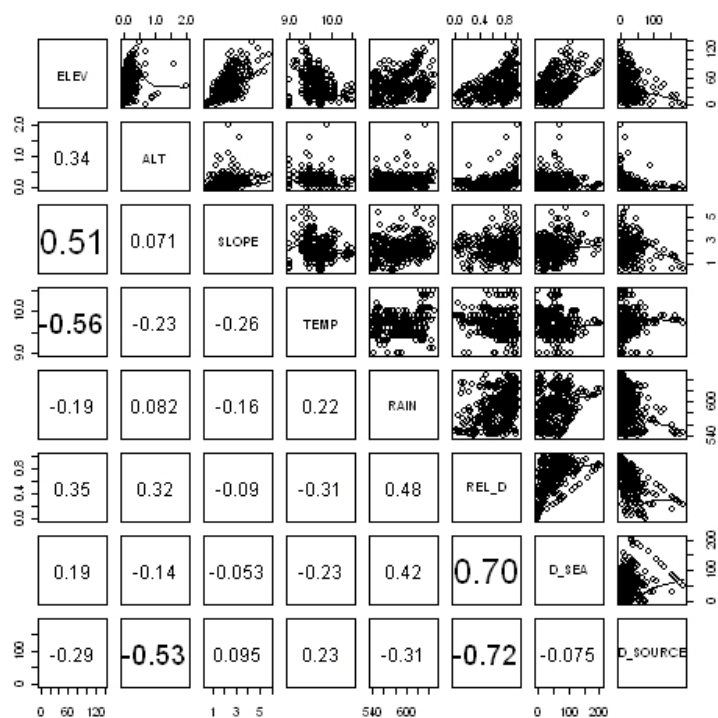 0.0 1.0 2.0 9.0 10.0 0.0 0.4 0.8 0 100
ELEV 0 60 120
0.0 1.0 2.0 0.34 ALT
0.51 0.071 SLOPE 1 3 5
9.0 10.0 -0.56 -0.23 -0.26 TEMP
-0.19 0.082 -0.16 0.22 RAIN 540 600
0.0 0.4 0.8 0.35 0.32 -0.09 -0.31 0.48 REL_D
0.19 -0.14 -0.053 -0.23 0.42 0.70 D_SEA 0 100 200
0 100 -0.29 -0.53 0.095 0.23 -0.31 -0.72 -0.075 D_SOURCE
0 60 120 1 3 5 540 600 0 100 200